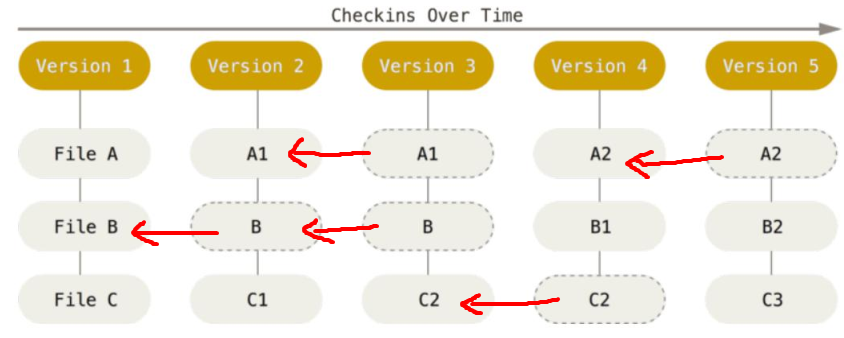 Checkins Over Time
Version 1 Version 2 Version 3 Version 4 Version 5
File A A1 A1 A2 A2
File B B B B1 B2
File C C1 C2 C2 C3